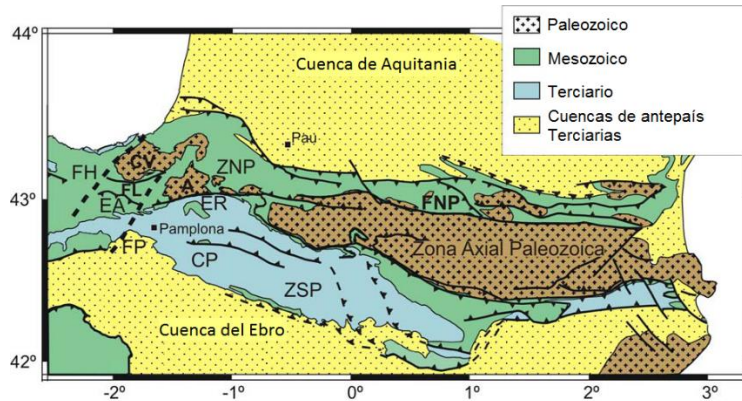 Paleozoico
Mesozoico
Terciario
Cuencas de antepaís
Terciarias
44º
43º
42º
Cuenca de Aquitania
Pau
CV
FH
ZNP
FL
A
EA
ER
FNP
Pamplona
FP
Zona Axial Paleozoica
CP
ZSP
Cuenca del Ebro
-2º
-1º
0º
1º
2º
3º